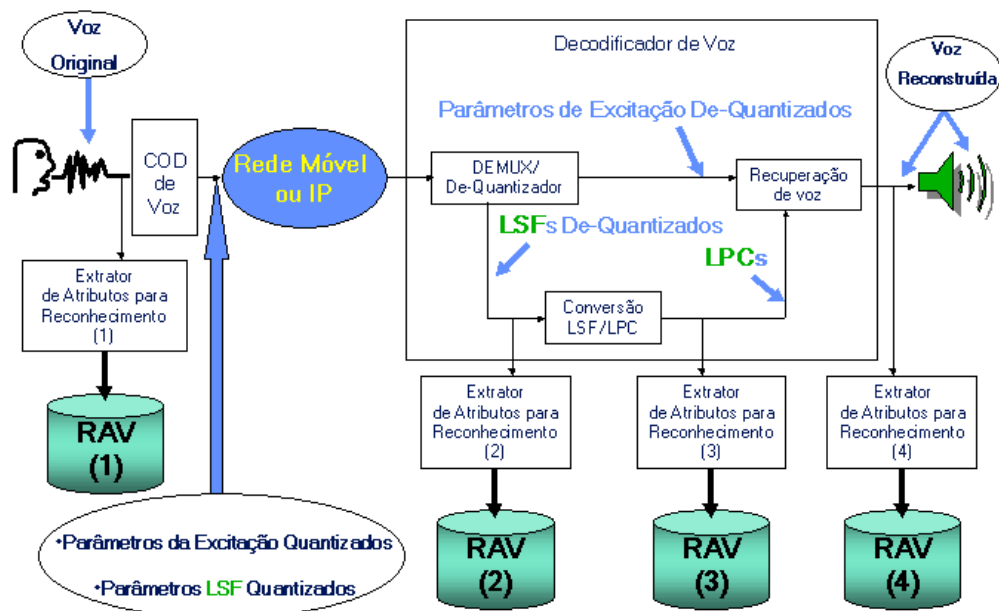 Voz
Original
Decodificador de Voz
Voz
Reconstruída
Parâmetros de Excitação De-Quantizados
COD
de
Voz
Rede Móvel
ou IP
DEMUX/
De-Quantizador
Recuperação
de voz
LSFs De-Quantizados
LPCs
Extrator
de Atributos para
Reconhecimento
(1)
Conversão
LSF/LPC
RAV
(1)
Extrator
de Atributos para
Reconhecimento
(2)
Extrator
de Atributos para
Reconhecimento
(3)
Extrator
de Atributos para
Reconhecimento
(4)
•Parâmetros da Excitação Quantizados
•Parâmetros LSF Quantizados
RAV
(2)
RAV
(3)
RAV
(4)